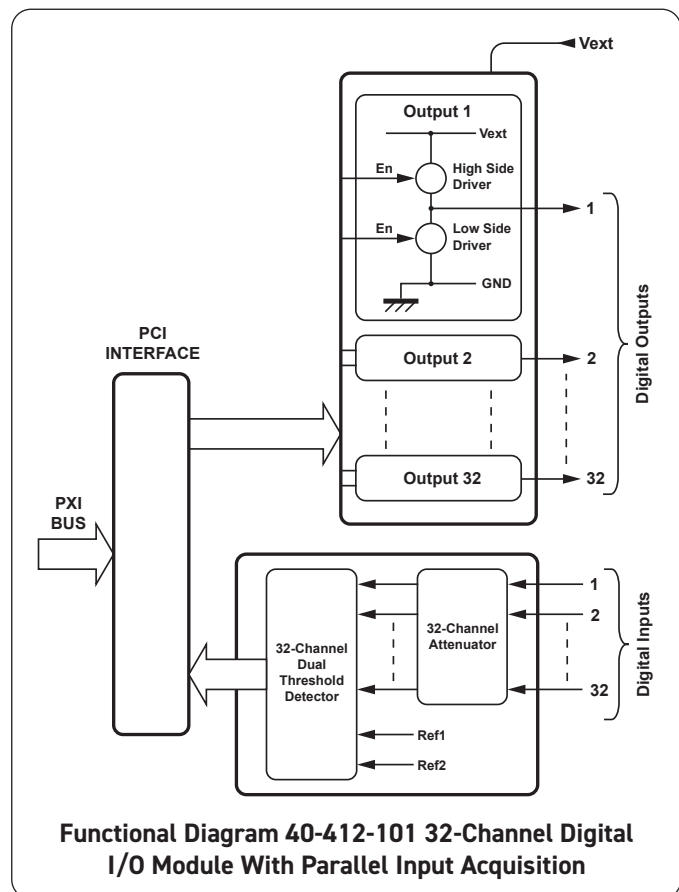 Vext
Output 1
Vext
En
High Side
Driver
1
En
Low Side
Driver
GND
Digital Outputs
PCI
INTERFACE
Output 2
2
Output 32
32
PXI
BUS
32-Channel
Dual
Threshold
Detector
32-Channel
Attenuator
1
2
32
Digital Inputs
Ref1
Ref2
Functional Diagram 40-412-101 32-Channel Digital
I/O Module With Parallel Input Acquisition